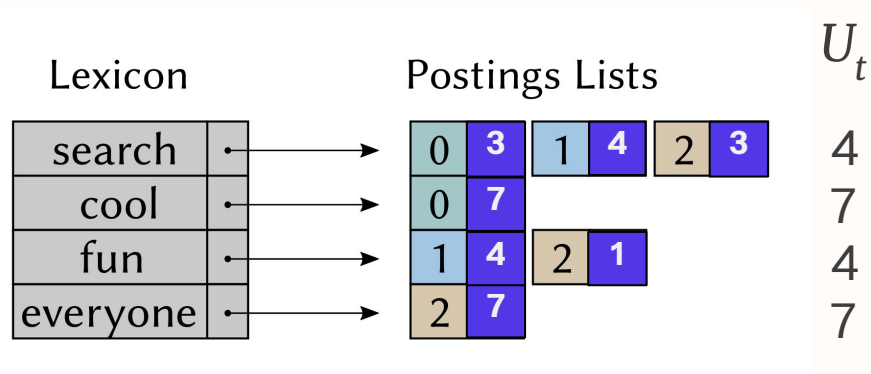 Lexicon Postings Lists U_t
search 0 3 1 4 2 3 4
cool 0 7 7
fun 1 4 2 1 4
everyone 2 7 7